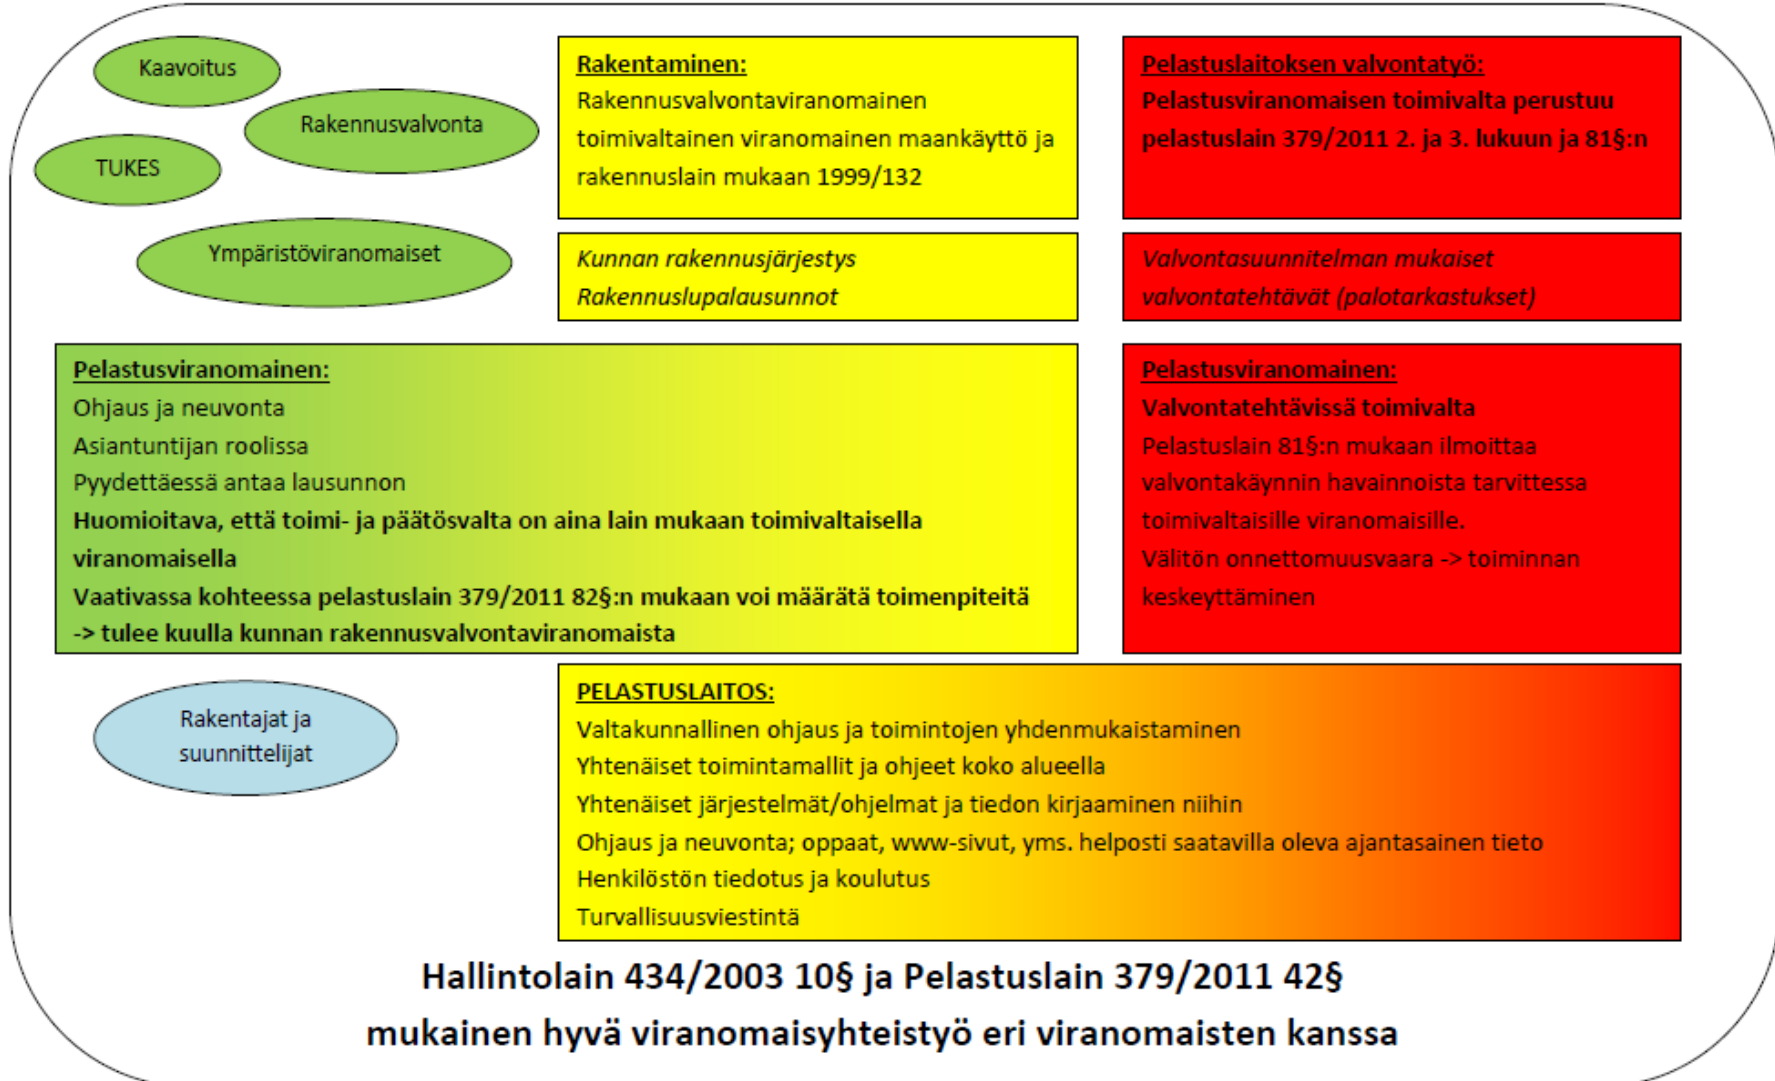 Kaavoitus
Rakennusvalvonta
TUKES
Ympäristöviranomaiset
Rakentaminen:
Rakennusvalvontaviranomainen
toimivaltainen viranomainen maankäyttö ja
rakennuslain mukaan 1999/132
Kunnan rakennusjärjestys
Rakennuslupalausunnot
Pelastuslaitoksen valvontatyö:
Pelastusviranomaisen toimivalta perustuu
pelastuslain 379/2011 2. ja 3. lukuun ja 81§:n
Valvontasuunnitelman mukaiset
valvontatehtävät (palotarkastukset)
Pelastusviranomainen:
Ohjaus ja neuvonta
Asiantuntijan roolissa
Pyydettäessä antaa lausunnon
Huomioitava, että toimi- ja päätösvalta on aina lain mukaan toimivaltaisella
viranomaisella
Vaativassa kohteessa pelastuslain 379/2011 82§:n mukaan voi määrätä toimenpiteitä
-> tulee kuulla kunnan rakennusvalvontaviranomaista
Pelastusviranomainen:
Valvontatehtävissä toimivalta
Pelastuslain 81§:n mukaan ilmoittaa
valvontakäynnin havainnoista tarvittessa
toimivaltaisille viranomaisille.
Välitön onnettomuusvaara -> toiminnan
keskeyttäminen
Rakentajat ja
suunnittelijat
PELASTUSLAITOS:
Valtakunnallinen ohjaus ja toimintojen yhdenmukaistaminen
Yhtenäiset toimintamallit ja ohjeet koko alueella
Yhtenäiset järjestelmät/ohjelmat ja tiedon kirjaaminen niihin
Ohjaus ja neuvonta; oppaat, www-sivut, yms. helposti saatavilla oleva ajantasainen tieto
Henkilöstön tiedotus ja koulutus
Turvallisuusviestintä
Hallintolain 434/2003 10§ ja Pelastuslain 379/2011 42§
mukainen hyvä viranomaisyhteistyö eri viranomaisten kanssa